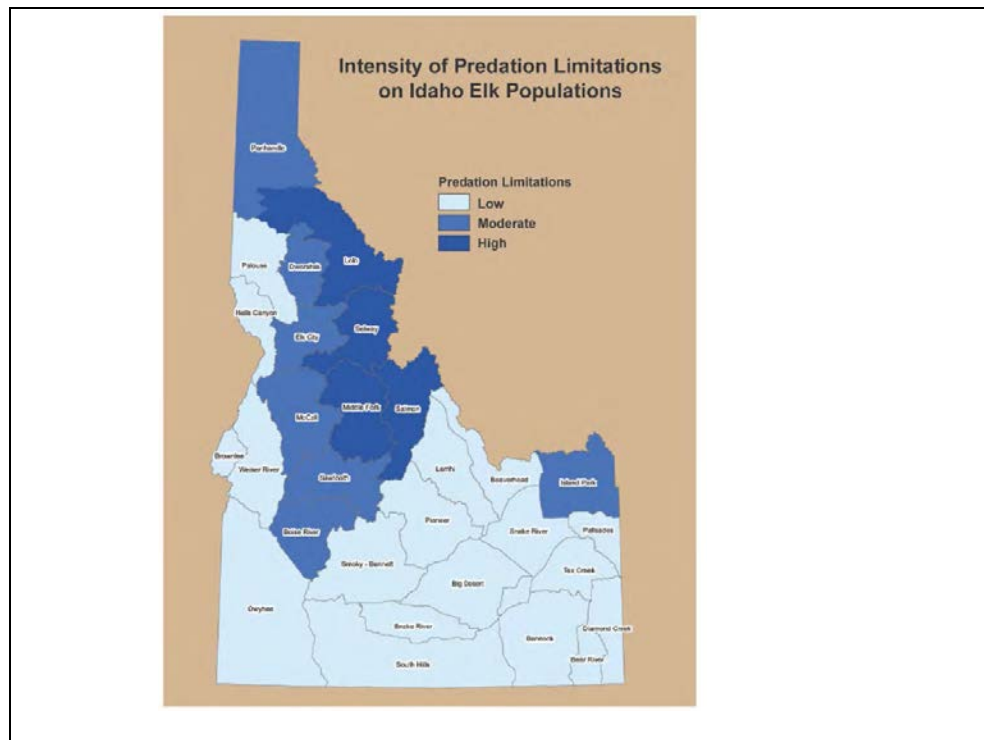 Intensity of Predation Limitations
on Idaho Elk Populations
Panhandle
Predation Limitations
Low
Moderate
High
Palouse
Dworshak
Lolo
Hells Canyon
Elk City
Selway
McCall
Middle Fork
Salmon
Brownlee
Weiser River
Sawtooth
Lemhi
Beaverhead
Island Park
Boise River
Pioneer
Snake River
Palisades
Smoky - Bennett
Big Desert
Tex Creek
Owyhee
Snake River
Bannock
Diamond Creek
South Hills
Bear River